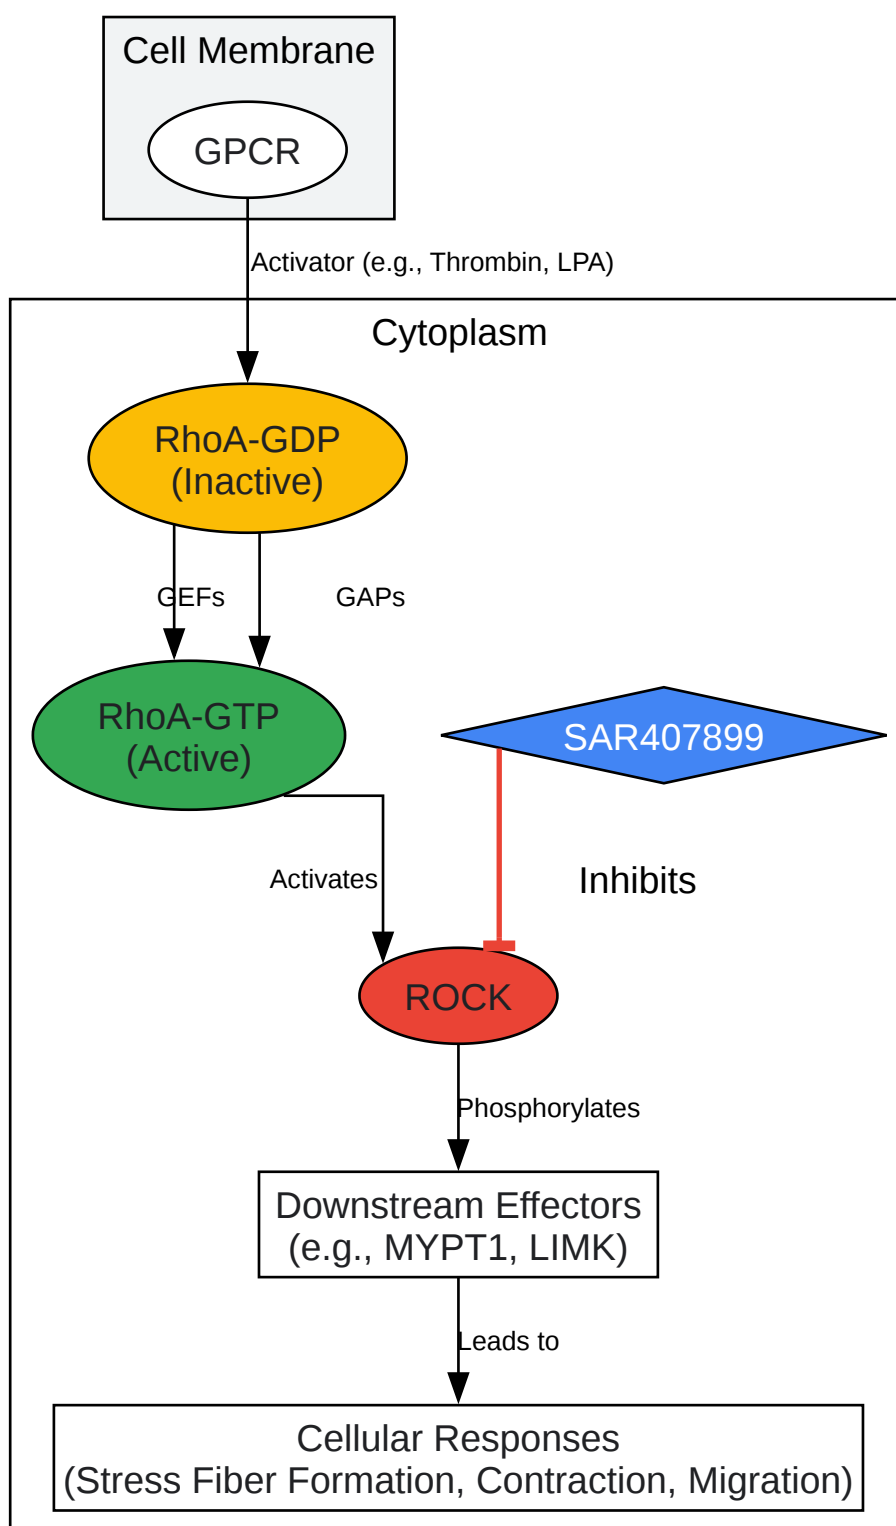 Cell Membrane
GPCR
Activator (e.g., Thrombin, LPA)
Cytoplasm
RhoA-GDP
(Inactive)
GEFs
GAPs
RhoA-GTP
(Active)
SAR407899
Activates
Inhibits
ROCK
Phosphorylates
Downstream Effectors
(e.g., MYPT1, LIMK)
Leads to
Cellular Responses
(Stress Fiber Formation, Contraction, Migration)